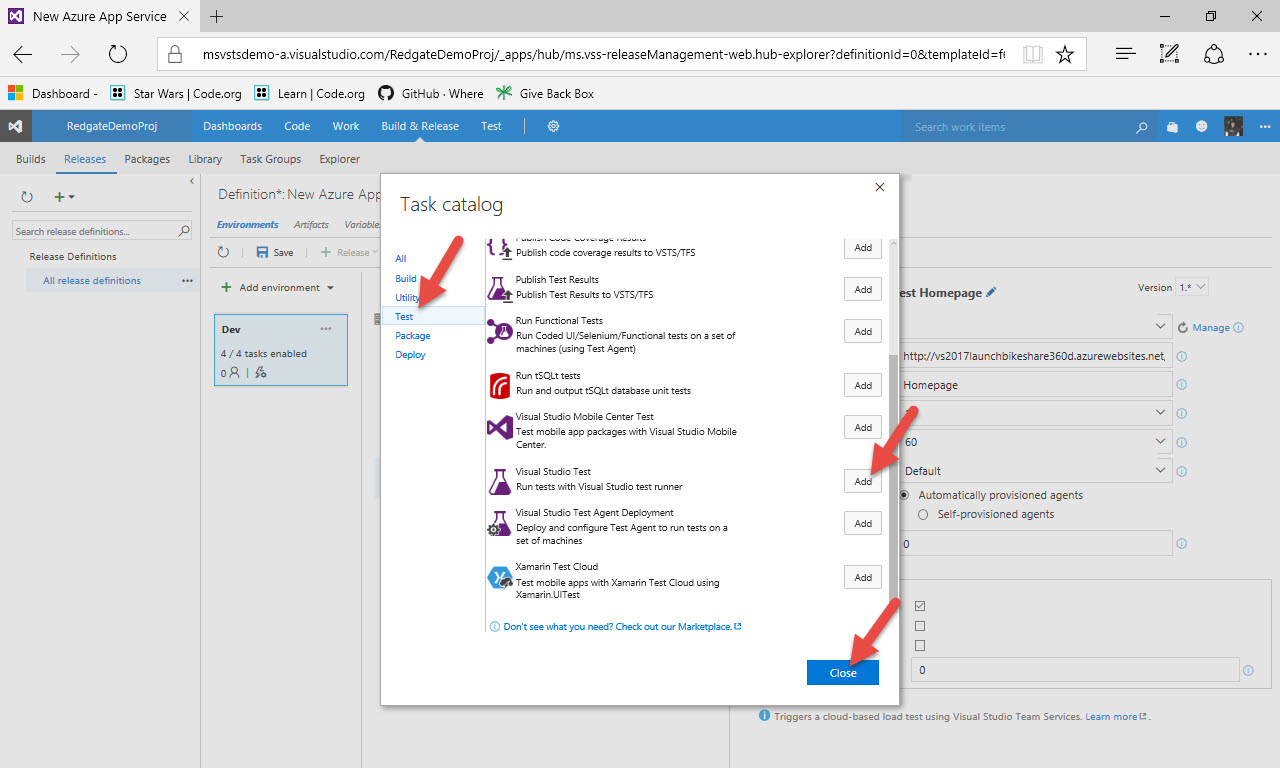 New Azure App Service
msvstsdemo-a.visualstudio.com/RedgateDemoProj/_apps/hub/ms.vss-releaseManagement-web.hub-explorer?definitionId=0&templateId=f6
Dashboard -
Star Wars | Code.org
Learn | Code.org
GitHub · Where
Give Back Box
RedgateDemoProj
Dashboards
Code
Work
Build & Release
Test
Search work items
Builds
Releases
Packages
Library
Task Groups
Explorer
Search release definitions...
Release Definitions
All release definitions
Definition*: New Azure App
Environments
Artifacts
Variable
Save
Release
Add environment
Dev
4 / 4 tasks enabled
0
Task catalog
All
Build
Utility
Test
Package
Deploy
Publish Code Coverage Results
Publish code coverage results to VSTS/TFS
Add
Publish Test Results
Publish Test Results to VSTS/TFS
Add
Run Functional Tests
Run Coded UI/Selenium/Functional tests on a set of
machines (using Test Agent)
Add
Run tSQLt tests
Run and output tSQLt database unit tests
Add
Visual Studio Mobile Center Test
Test mobile app packages with Visual Studio Mobile
Center.
Add
Visual Studio Test
Run tests with Visual Studio test runner
Add
Visual Studio Test Agent Deployment
Deploy and configure Test Agent to run tests on a
set of machines
Add
Xamarin Test Cloud
Test mobile apps with Xamarin Test Cloud using
Xamarin.UITest
Add
Don't see what you need? Check out our Marketplace.
Close
est Homepage
Version
1.*
Manage
http://vs2017launchbikeshare360d.azurewebsites.net,
Homepage
60
Default
Automatically provisioned agents
Self-provisioned agents
0
0
Triggers a cloud-based load test using Visual Studio Team Services. Learn more.